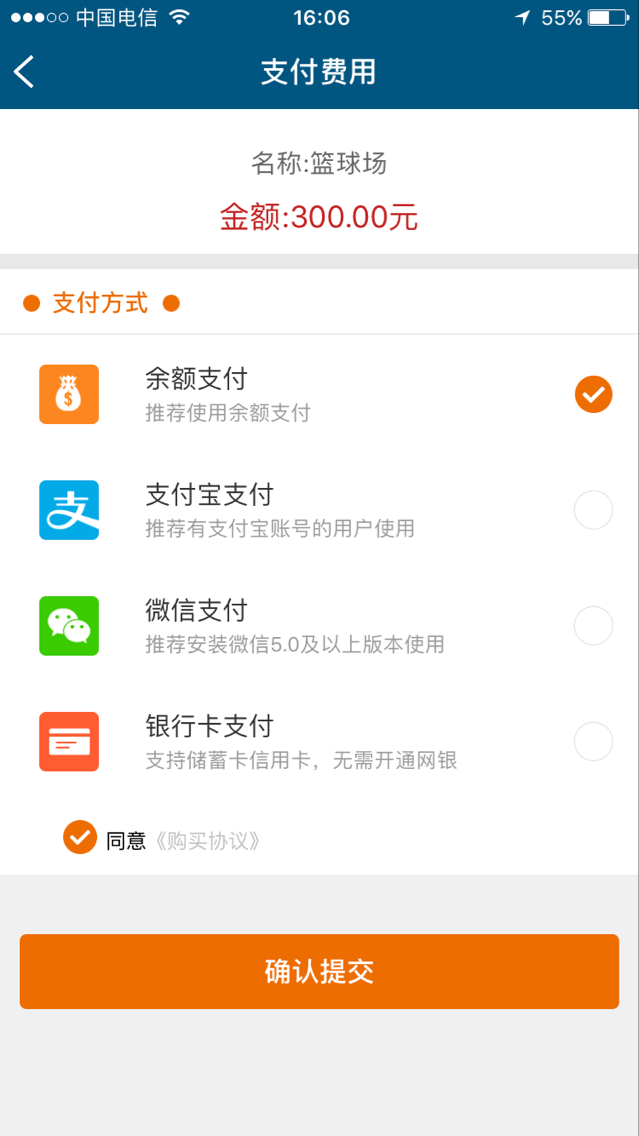 中国电信 16:06 55%
支付费用
名称:篮球场
金额:300.00元
支付方式
$
余额支付
推荐使用余额支付
支
支付宝支付
推荐有支付宝账号的用户使用
微信支付
推荐安装微信5.0及以上版本使用
银行卡支付
支持储蓄卡信用卡，无需开通网银
同意《购买协议》
确认提交